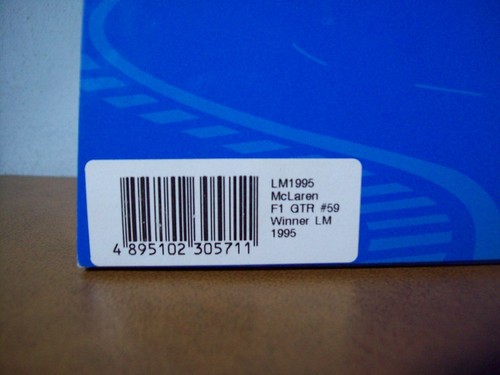 LM1995
McLaren
F1 GTR #59
Winner LM
1995
4 895102 305711